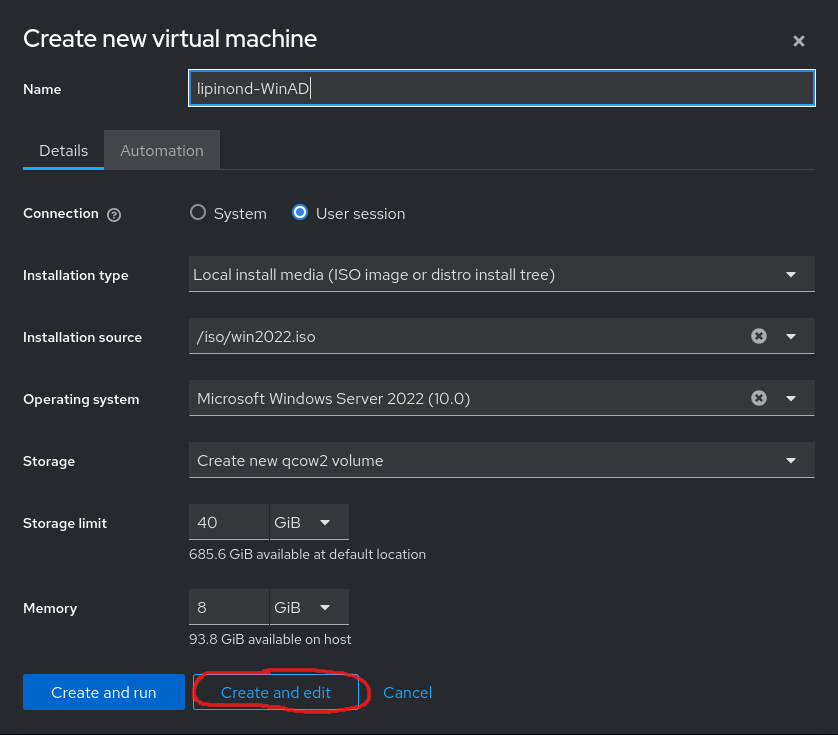 Create new virtual machine
Name lipinond-WinAD
Details Automation
Connection System User session
Installation type Local install media (ISO image or distro install tree)
Installation source /iso/win2022.iso
Operating system Microsoft Windows Server 2022 (10.0)
Storage Create new qcow2 volume
Storage limit 40 GiB
685.6 GiB available at default location
Memory 8 GiB
93.8 GiB available on host
Create and run Create and edit Cancel